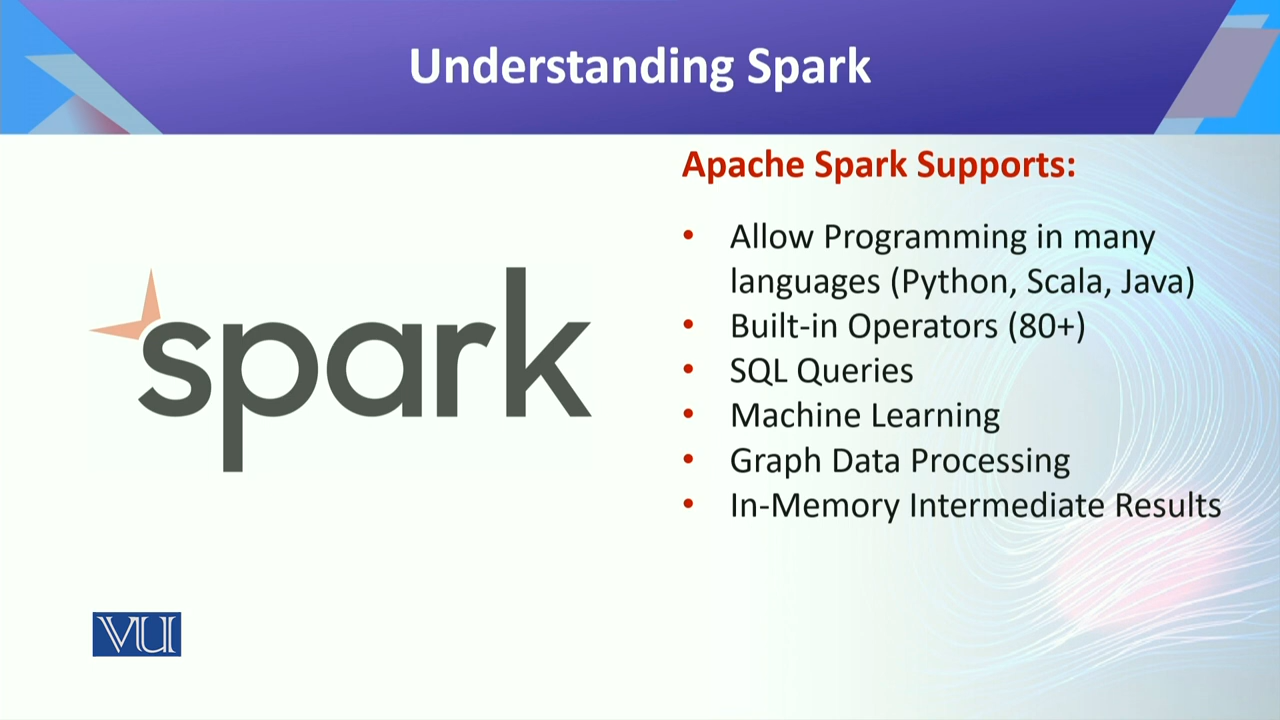 Understanding Spark
spark
Apache Spark Supports:
• Allow Programming in many
languages (Python, Scala, Java)
• Built-in Operators (80+)
• SQL Queries
• Machine Learning
• Graph Data Processing
• In-Memory Intermediate Results
VU